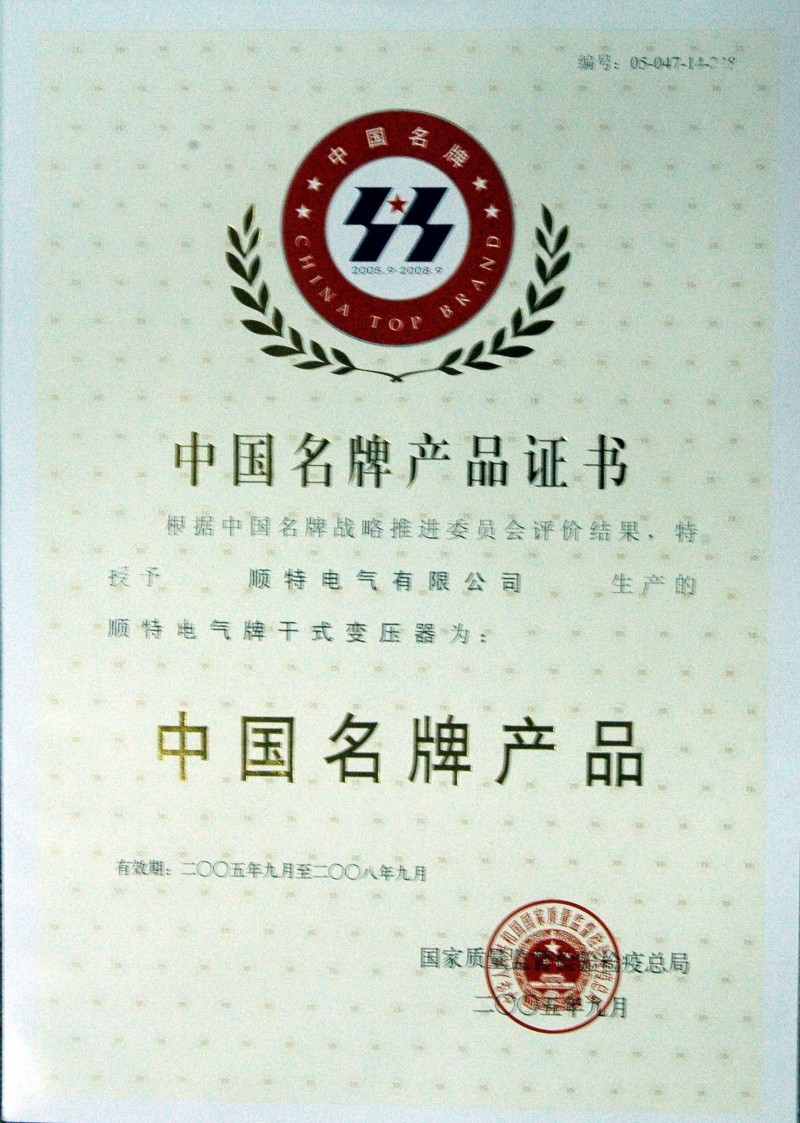 编号：05-047-14-
中国名牌
2005.9-2008.9
CHINA TOP BRAND
中国名牌产品证书
根据中国名牌战略推进委员会评价结果，特
授予 顺特电气有限公司 生产的
顺特电气牌干式变压器为：
中国名牌产品
有效期：二〇〇五年九月至二〇〇八年九月
国家质量监督检验检疫总局
二〇〇五年九月